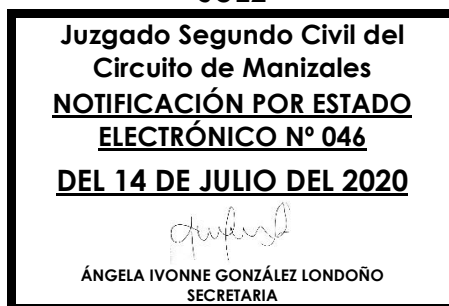 Juzgado Segundo Civil del
Circuito de Manizales
NOTIFICACIÓN POR ESTADO
ELECTRÓNICO Nº 046
DEL 14 DE JULIO DEL 2020
ÁNGELA IVONNE GONZÁLEZ LONDOÑO
SECRETARIA